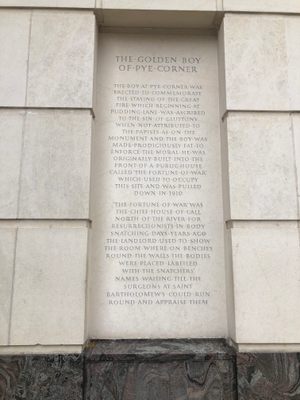 THE GOLDEN BOY
OF PYE-CORNER
THE BOY AT PYE CORNER WAS
ERECTED TO COMMEMORATE
THE STAYING OF THE GREAT
FIRE WHICH BEGINNING AT
PUDDING LANE WAS ASCRIBED
TO THE SIN OF GLUTTONY
WHEN NOT ATTRIBUTED TO
THE PAPISTS AS ON THE
MONUMENT AND THE BOY WAS
MADE PRODIGIOUSLY FAT TO
ENFORCE THE MORAL HE WAS
ORIGINALLY BUILT INTO THE
FRONT OF A PUBLIC-HOUSE
CALLED THE FORTUNE OF WAR
WHICH USED TO OCCUPY
THIS SITE AND WAS PULLED
DOWN IN 1910
'THE FORTUNE OF WAR WAS
THE CHIEF HOUSE OF CALL
NORTH OF THE RIVER FOR
RESURRECTIONISTS IN BODY
SNATCHING DAYS YEARS AGO
THE LANDLORD USED TO SHOW
THE ROOM WHERE ON BENCHES
ROUND THE WALLS THE BODIES
WERE PLACED LABELLED
WITH THE SNATCHERS'
NAMES WAITING TILL THE
SURGEONS AT SAINT
BARTHOLOMEW'S COULD RUN
ROUND AND APPRAISE THEM